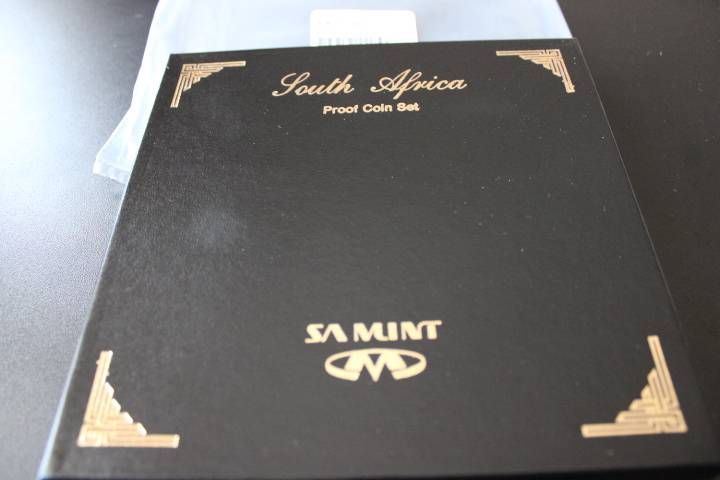 South Africa
Proof Coin Set
SA MINT